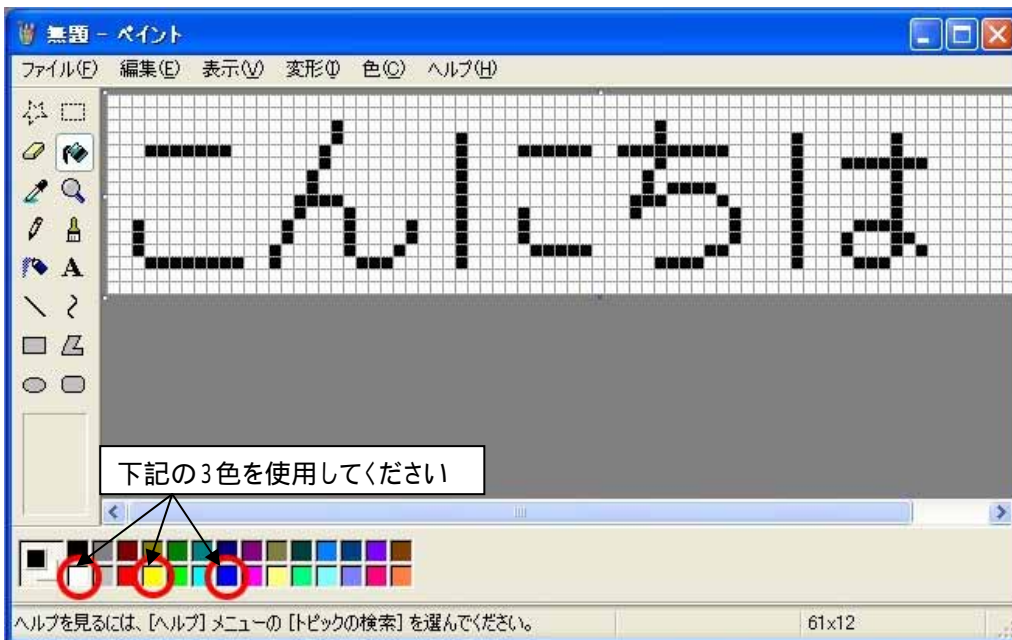 無題 - ペイント
ファイル(F) 編集(E) 表示(V) 変形(I) 色(C) ヘルプ(H)
こんにちは
A
下記の3色を使用してください
ヘルプを見るには、[ヘルプ] メニューの [トピックの検索] を選んでください。 61×12